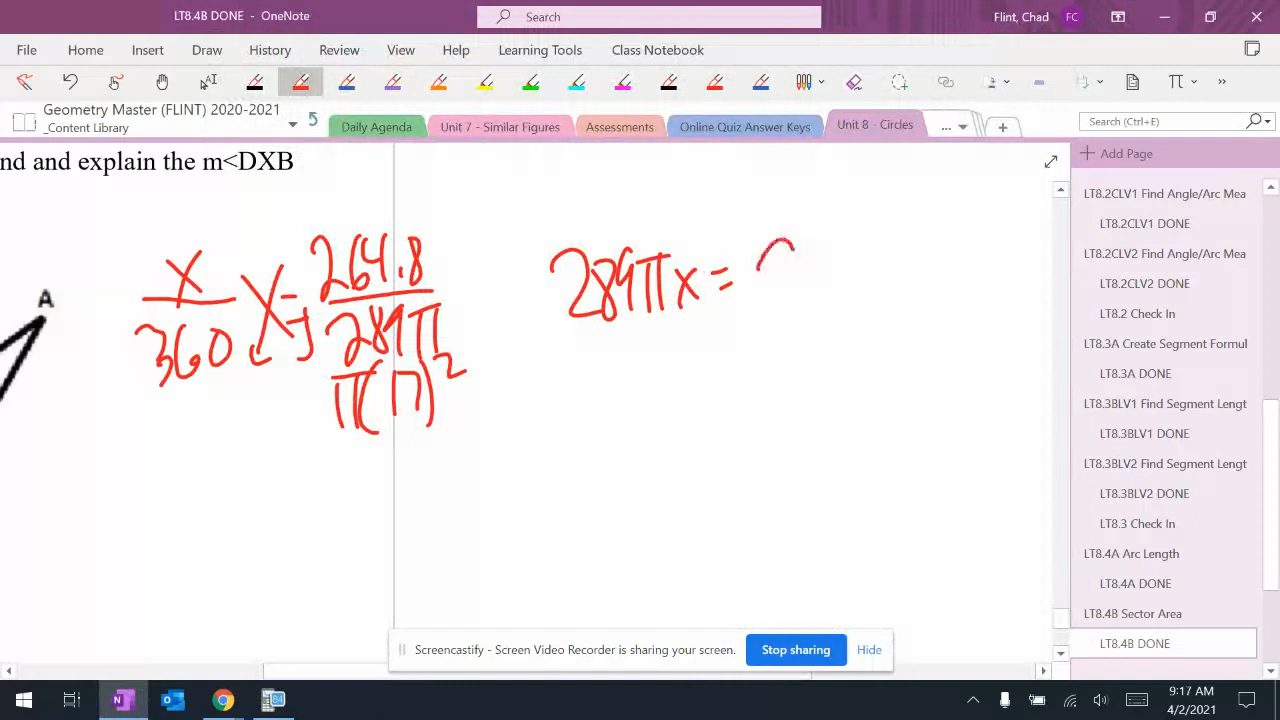 LT8.4B DONE - OneNote
Search
Flint, Chad
FC
File Home Insert Draw History Review View Help Learning Tools Class Notebook
Geometry Master (FLINT) 2020-2021
_Content Library
Daily Agenda
Unit 7 - Similar Figures
Assessments
Online Quiz Answer Keys
Unit 8 - Circles
...
Search (Ctrl+E)
Add Page
nd and explain the m<DXB
A
x
360
=
264.8
289π
π(17)²
289πx=
LT8.2CLV1 Find Angle/Arc Mea
LT8.2CLV1 DONE
LT8.2CLV2 Find Angle/Arc Mea
LT8.2CLV2 DONE
LT8.2 Check In
LT8.3A Create Segment Formul
LT8.3A DONE
LT8.3BLV1 Find Segment Lengt
LT8.3BLV1 DONE
LT8.3BLV2 Find Segment Lengt
LT8.3BLV2 DONE
LT8.3 Check In
LT8.4A Arc Length
LT8.4A DONE
LT8.4B Sector Area
LT8.4B DONE
Screencastify - Screen Video Recorder is sharing your screen.
Stop sharing
Hide
9:17 AM
4/2/2021